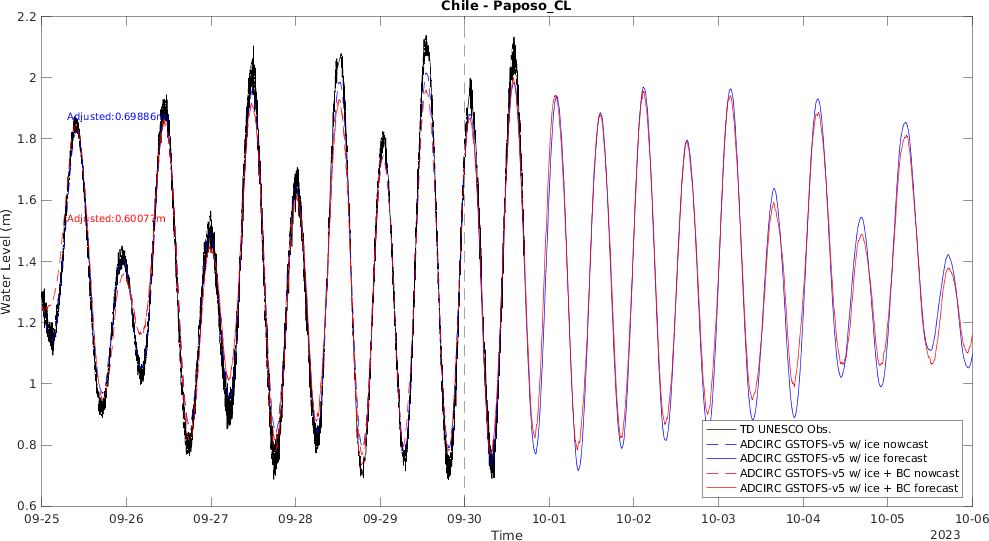 Chile - Paposo_CL
2.2
2
1.8
1.6
1.4
1.2
1
0.8
0.6
Water Level (m)
Adjusted:0.69886m
Adjusted:0.60077m
TD UNESCO Obs.
ADCIRC GSTOFS-v5 w/ ice nowcast
ADCIRC GSTOFS-v5 w/ ice forecast
ADCIRC GSTOFS-v5 w/ ice + BC nowcast
ADCIRC GSTOFS-v5 w/ ice + BC forecast
09-25 09-26 09-27 09-28 09-29 09-30 10-01 10-02 10-03 10-04 10-05 10-06
Time
2023